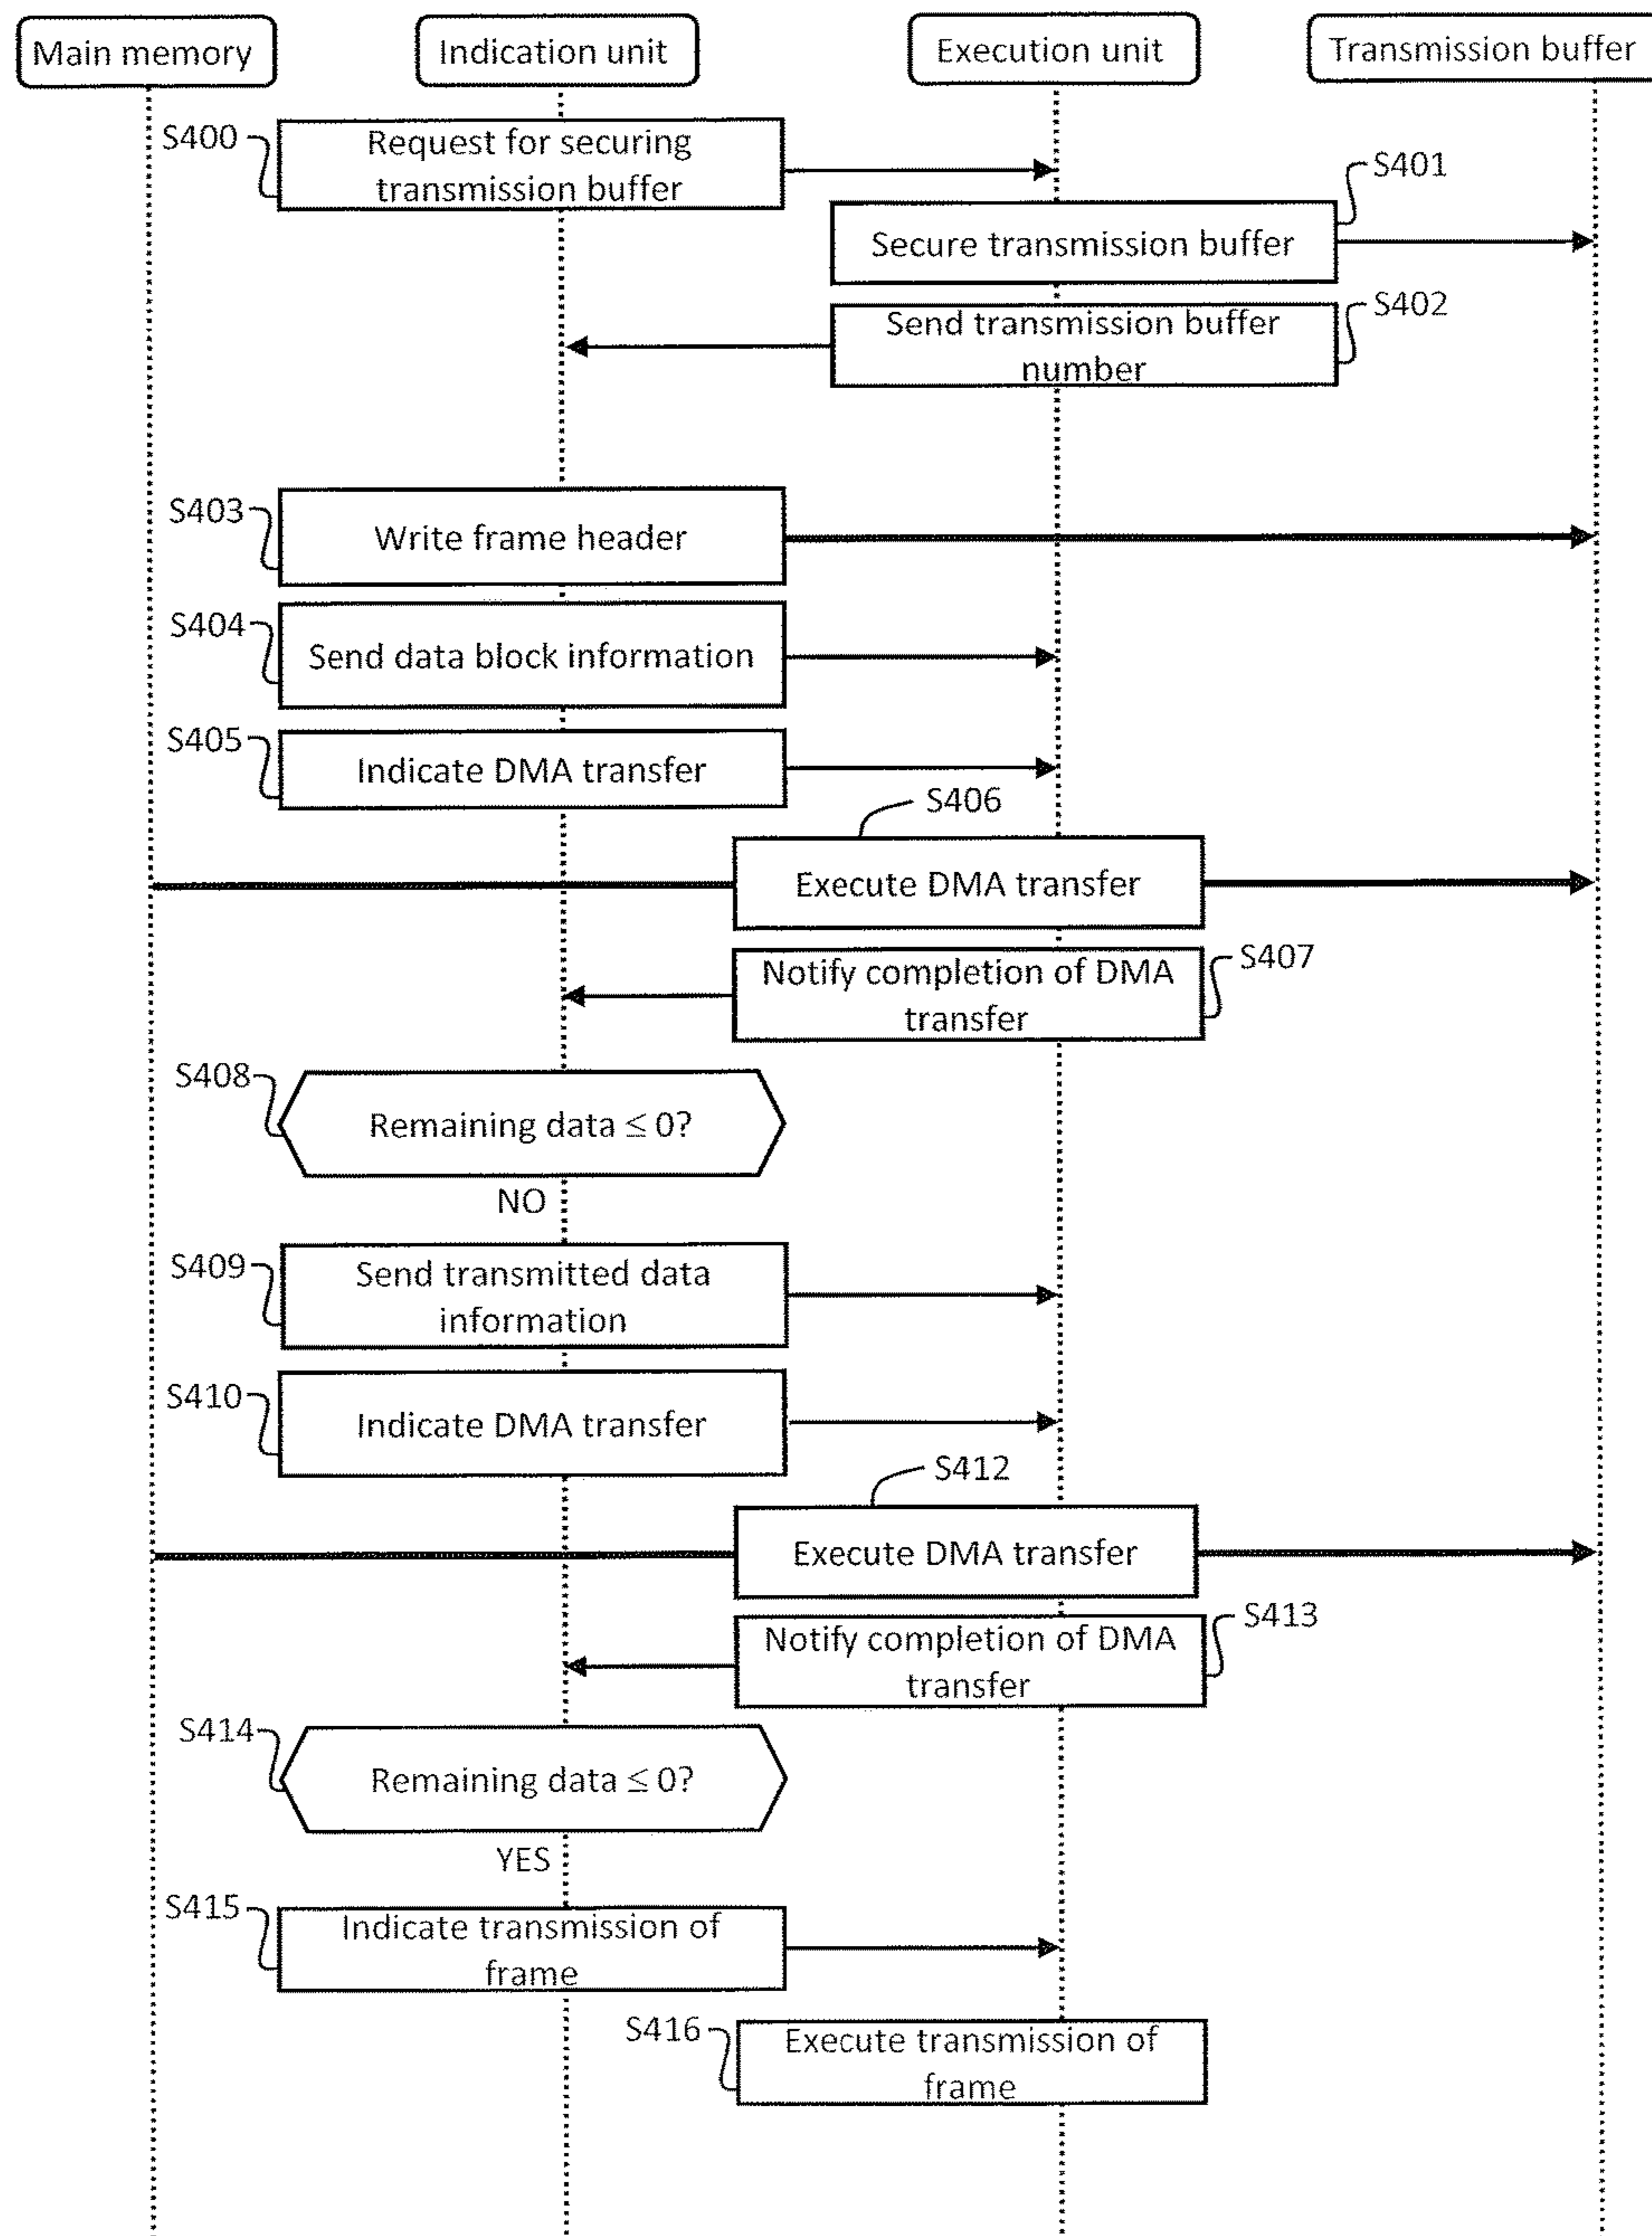 Main memory
Indication unit
Execution unit
Transmission buffer
S400
Request for securing
transmission buffer
S401
Secure transmission buffer
S402
Send transmission buffer
number
S403
Write frame header
S404
Send data block information
S405
Indicate DMA transfer
S406
Execute DMA transfer
S407
Notify completion of DMA
transfer
S408
Remaining data ≤ 0?
NO
S409
Send transmitted data
information
S410
Indicate DMA transfer
S412
Execute DMA transfer
S413
Notify completion of DMA
transfer
S414
Remaining data ≤ 0?
YES
S415
Indicate transmission of
frame
S416
Execute transmission of
frame